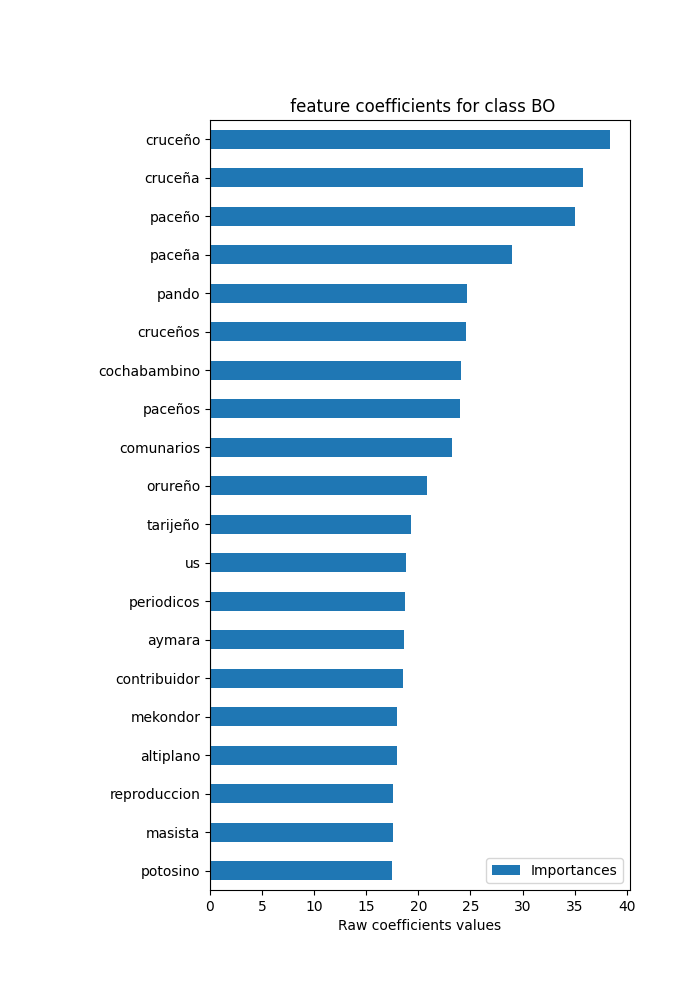 feature coefficients for class BO
cruceño
cruceña
paceño
paceña
pando
cruceños
cochabambino
paceños
comunarios
orureño
tarijeño
us
periodicos
aymara
contribuidor
mekondor
altiplano
reproduccion
masista
potosino
Importances
0 5 10 15 20 25 30 35 40
Raw coefficients values